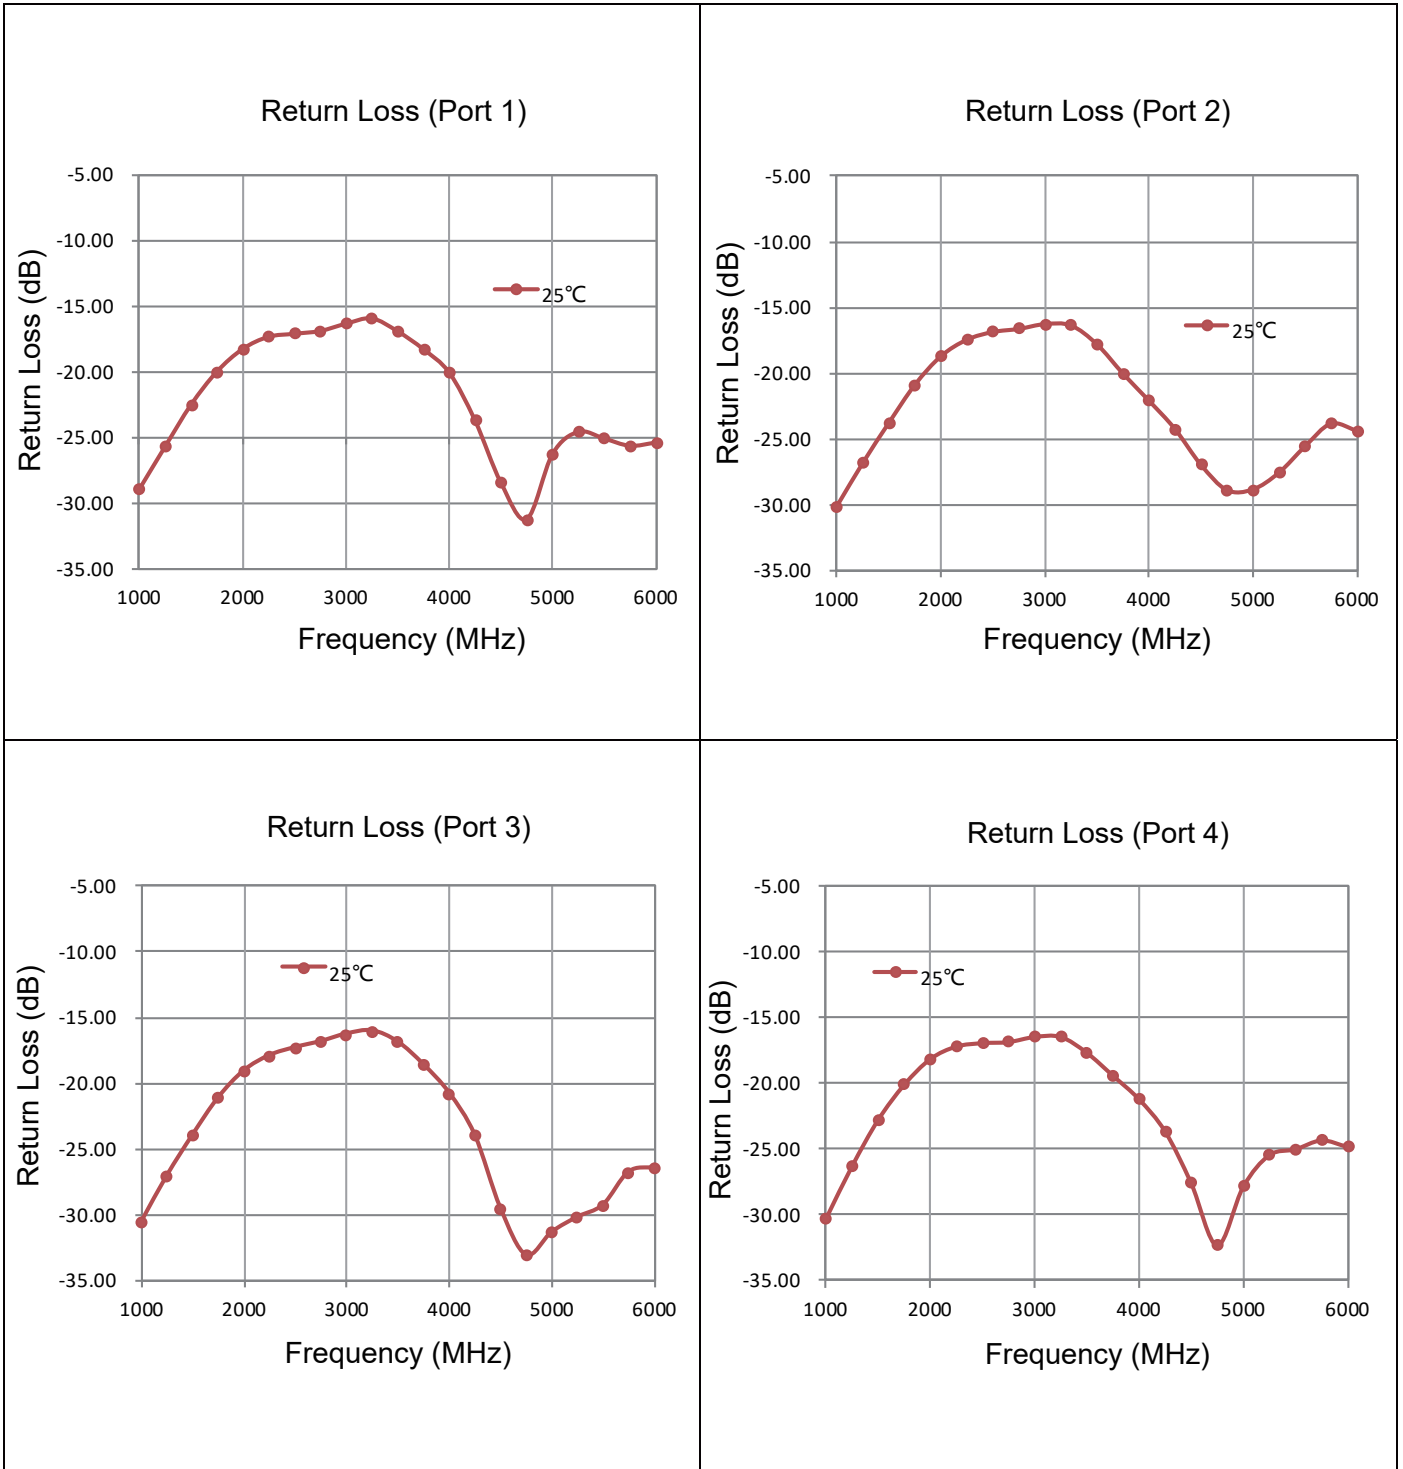 Return Loss (Port 1)
Return Loss (dB)
-5.00
-10.00
-15.00
-20.00
-25.00
-30.00
-35.00
25℃
1000 2000 3000 4000 5000 6000
Frequency (MHz)
Return Loss (Port 2)
Return Loss (dB)
-5.00
-10.00
-15.00
-20.00
-25.00
-30.00
-35.00
25℃
1000 2000 3000 4000 5000 6000
Frequency (MHz)
Return Loss (Port 3)
Return Loss (dB)
-5.00
-10.00
-15.00
-20.00
-25.00
-30.00
-35.00
25℃
1000 2000 3000 4000 5000 6000
Frequency (MHz)
Return Loss (Port 4)
Return Loss (dB)
-5.00
-10.00
-15.00
-20.00
-25.00
-30.00
-35.00
25℃
1000 2000 3000 4000 5000 6000
Frequency (MHz)